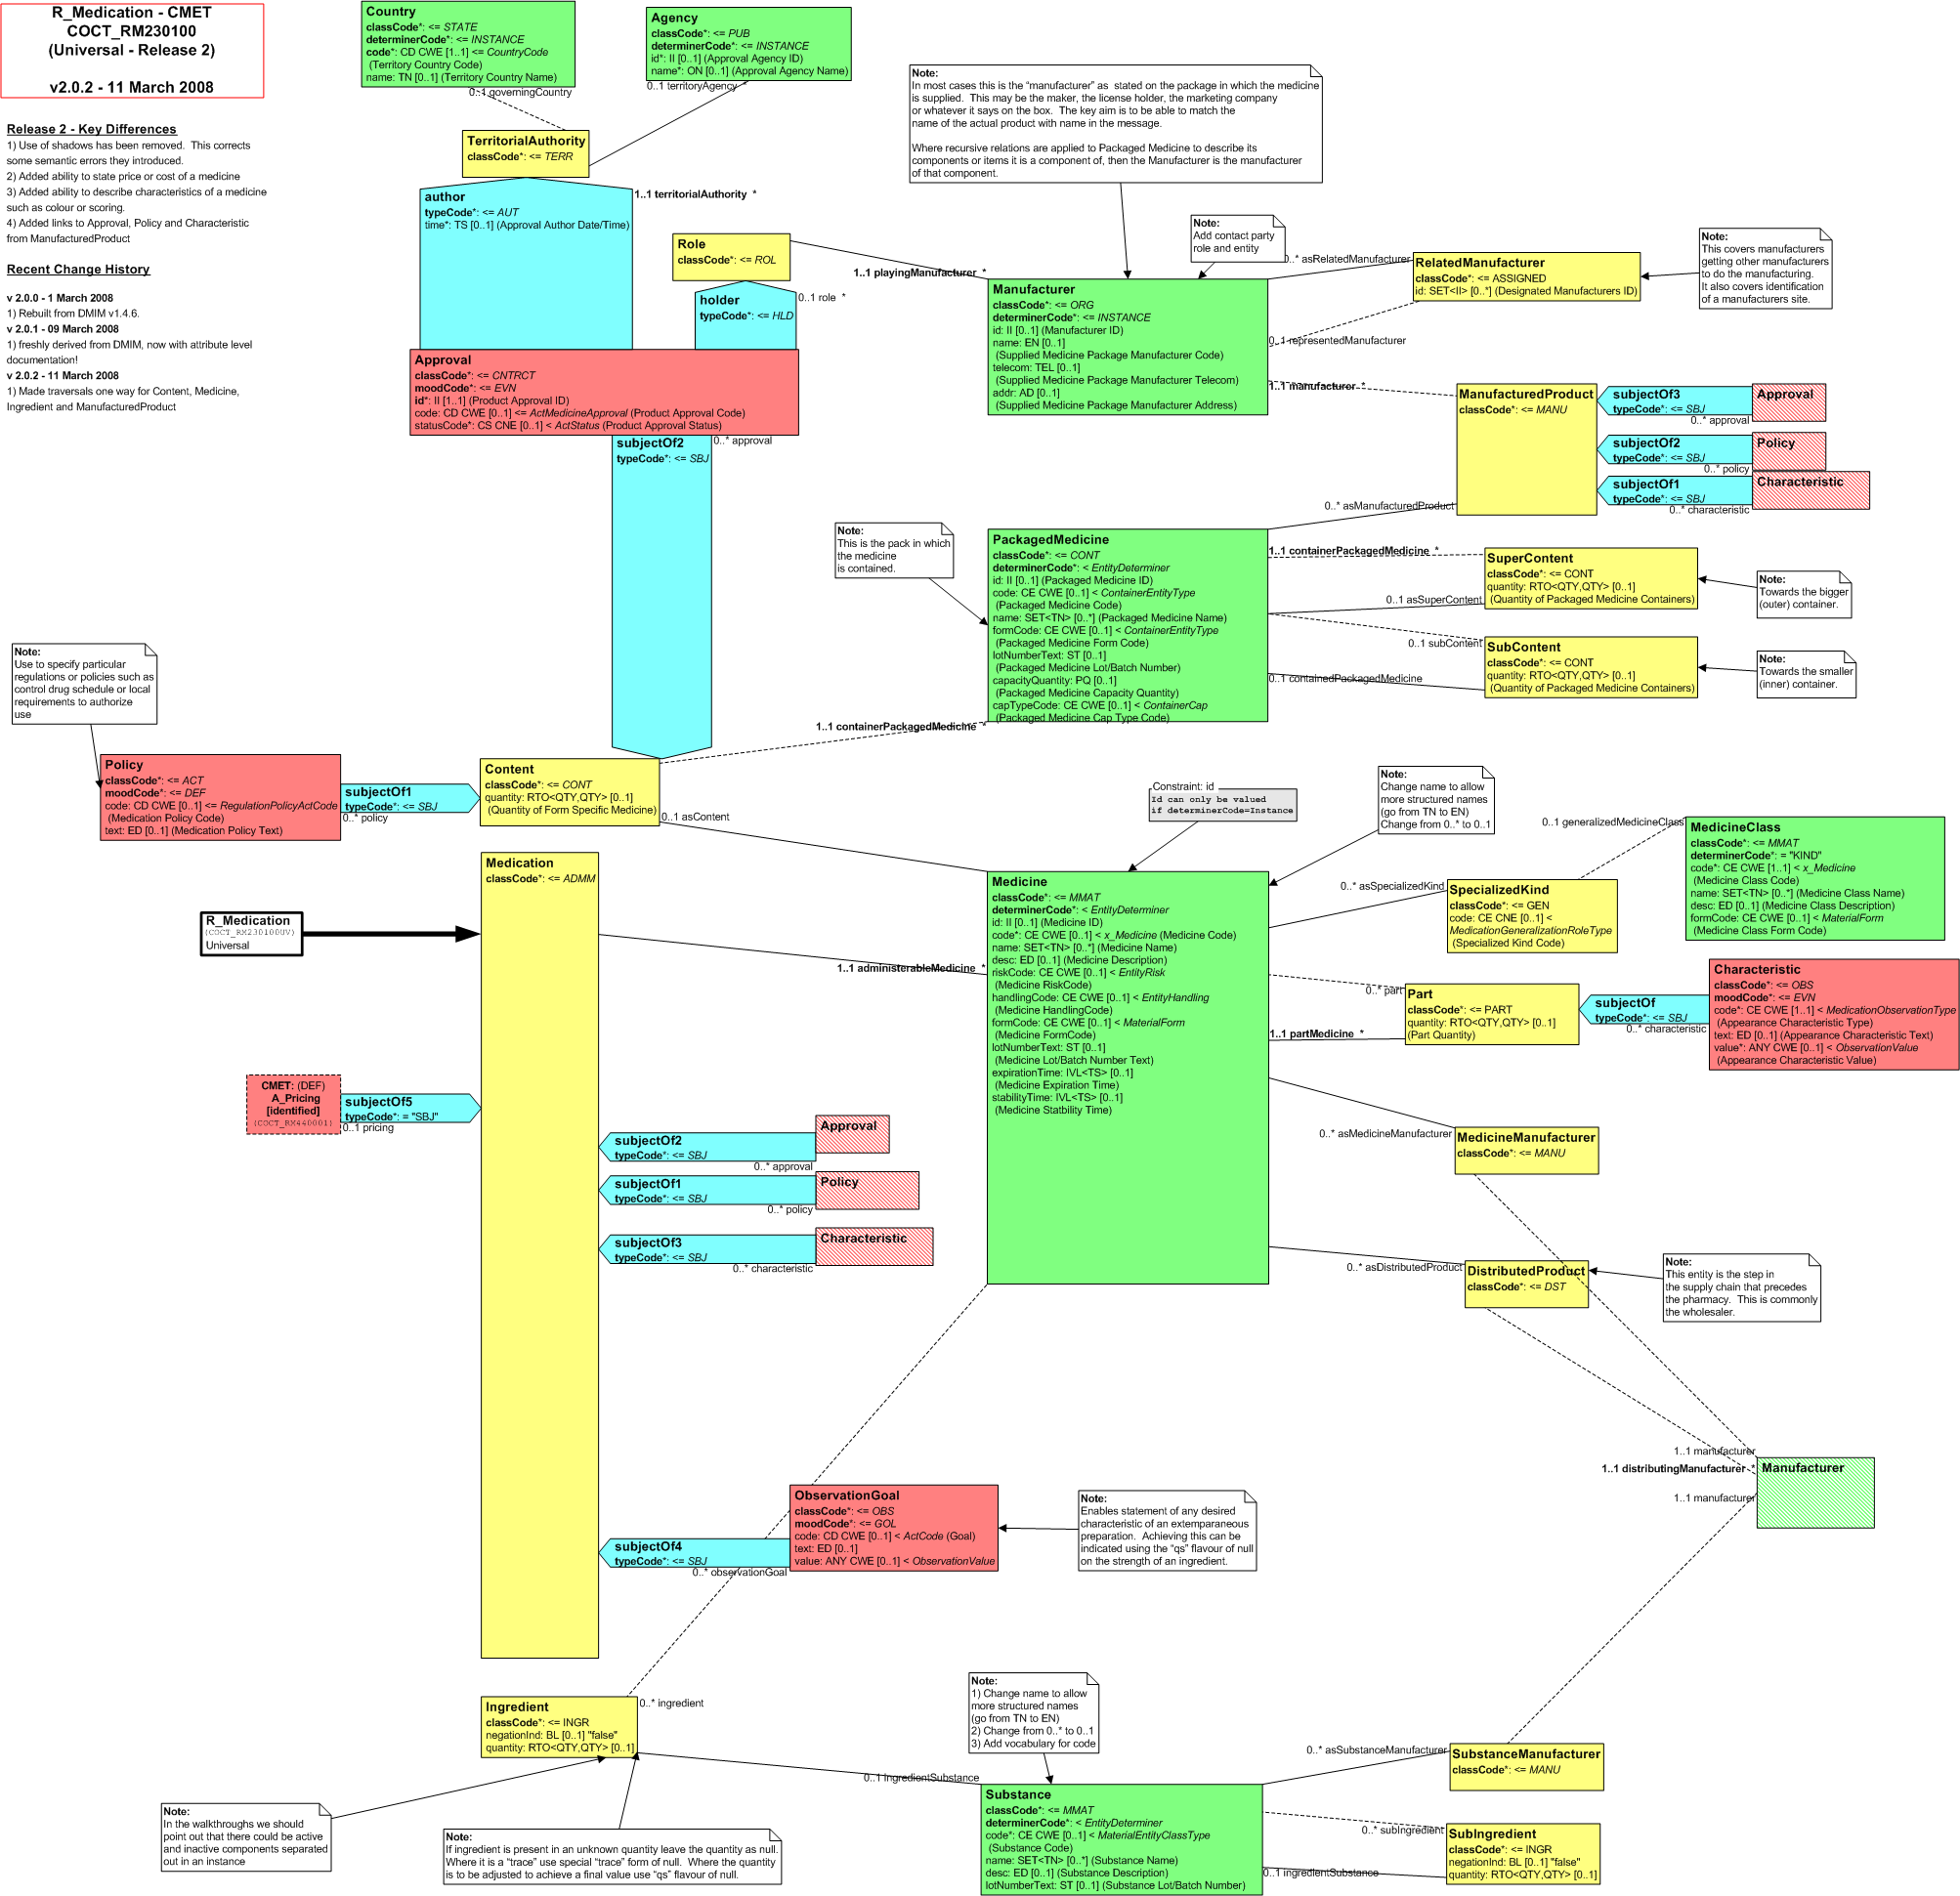 R_Medication - CMET
COCT_RM230100
(Universal - Release 2)
v2.0.2 - 11 March 2008
Release 2 - Key Differences
1) Use of shadows has been removed. This corrects
some semantic errors they introduced.
2) Added ability to state price or cost of a medicine
3) Added ability to describe characteristics of a medicine
such as colour or scoring.
4) Added links to Approval, Policy and Characteristic
from ManufacturedProduct
Recent Change History
v 2.0.0 - 1 March 2008
1) Rebuilt from DMIM v1.4.6.
v 2.0.1 - 09 March 2008
1) freshly derived from DMIM, now with attribute level
documentation!
v 2.0.2 - 11 March 2008
1) Made traversals one way for Content, Medicine,
Ingredient and ManufacturedProduct
Country
classCode*: <= STATE
determinerCode*: <= INSTANCE
code*: CD CWE [1..1] <= CountryCode
(Territory Country Code)
name: TN [0..1] (Territory Country Name)
0..1 governingCountry
Agency
classCode*: <= PUB
determinerCode*: <= INSTANCE
id*: II [0..1] (Approval Agency ID)
name*: ON [0..1] (Approval Agency Name)
0..1 territoryAgency *
TerritorialAuthority
classCode*: <= TERR
author
typeCode*: <= AUT
time*: TS [0..1] (Approval Author Date/Time)
1..1 territorialAuthority *
Role
classCode*: <= ROL
holder
typeCode*: <= HLD
0..1 role *
1..1 playingManufacturer *
Approval
classCode*: <= CNTRCT
moodCode*: <= EVN
id*: II [1..1] (Product Approval ID)
code: CD CWE [0..1] <= ActMedicineApproval (Product Approval Code)
statusCode*: CS CNE [0..1] < ActStatus (Product Approval Status)
subjectOf2
typeCode*: <= SBJ
0..* approval
Note:
In most cases this is the “manufacturer” as stated on the package in which the medicine
is supplied. This may be the maker, the license holder, the marketing company
or whatever it says on the box. The key aim is to be able to match the
name of the actual product with name in the message.
Where recursive relations are applied to Packaged Medicine to describe its
components or items it is a component of, then the Manufacturer is the manufacturer
of that component.
Note:
Add contact party
role and entity
Manufacturer
classCode*: <= ORG
determinerCode*: <= INSTANCE
id: II [0..1] (Manufacturer ID)
name: EN [0..1]
(Supplied Medicine Package Manufacturer Code)
telecom: TEL [0..1]
(Supplied Medicine Package Manufacturer Telecom)
addr: AD [0..1]
(Supplied Medicine Package Manufacturer Address)
0..* asRelatedManufacturer
RelatedManufacturer
classCode*: <= ASSIGNED
id: SET<II> [0..*] (Designated Manufacturers ID)
0..1 representedManufacturer
Note:
This covers manufacturers
getting other manufacturers
to do the manufacturing.
It also covers identification
of a manufacturers site.
1..1 manufacturer *
ManufacturedProduct
classCode*: <= MANU
subjectOf3
typeCode*: <= SBJ
0..* approval
Approval
subjectOf2
typeCode*: <= SBJ
0..* policy
Policy
subjectOf1
typeCode*: <= SBJ
0..* characteristic
Characteristic
0..* asManufacturedProduct
Note:
This is the pack in which
the medicine
is contained.
PackagedMedicine
classCode*: <= CONT
determinerCode*: < EntityDeterminer
id: II [0..1] (Packaged Medicine ID)
code: CE CWE [0..1] < ContainerEntityType
(Packaged Medicine Code)
name: SET<TN> [0..*] (Packaged Medicine Name)
formCode: CE CWE [0..1] < ContainerEntityType
(Packaged Medicine Form Code)
lotNumberText: ST [0..1]
(Packaged Medicine Lot/Batch Number)
capacityQuantity: PQ [0..1]
(Packaged Medicine Capacity Quantity)
capTypeCode: CE CWE [0..1] < ContainerCap
(Packaged Medicine Cap Type Code)
1..1 containerPackagedMedicine *
SuperContent
classCode*: <= CONT
quantity: RTO<QTY,QTY> [0..1]
(Quantity of Packaged Medicine Containers)
0..1 asSuperContent
Note:
Towards the bigger
(outer) container.
0..1 subContent
SubContent
classCode*: <= CONT
quantity: RTO<QTY,QTY> [0..1]
(Quantity of Packaged Medicine Containers)
0..1 containedPackagedMedicine
Note:
Towards the smaller
(inner) container.
Note:
Use to specify particular
regulations or policies such as
control drug schedule or local
requirements to authorize
use
1..1 containerPackagedMedicine *
Policy
classCode*: <= ACT
moodCode*: <= DEF
code: CD CWE [0..1] <= RegulationPolicyActCode
(Medication Policy Code)
text: ED [0..1] (Medication Policy Text)
subjectOf1
typeCode*: <= SBJ
0..* policy
Content
classCode*: <= CONT
quantity: RTO<QTY,QTY> [0..1]
(Quantity of Form Specific Medicine)
0..1 asContent
Constraint: id
Id can only be valued
if determinerCode=Instance
Note:
Change name to allow
more structured names
(go from TN to EN)
Change from 0..* to 0..1
0..1 generalizedMedicineClass
MedicineClass
classCode*: <= MMAT
determinerCode*: = "KIND"
code*: CE CWE [1..1] < x_Medicine
(Medicine Class Code)
name: SET<TN> [0..*] (Medicine Class Name)
desc: ED [0..1] (Medicine Class Description)
formCode: CE CWE [0..1] < MaterialForm
(Medicine Class Form Code)
Medication
classCode*: <= ADMM
R_Medication
(COCT_RM230100UV)
Universal
1..1 administerableMedicine *
Medicine
classCode*: <= MMAT
determinerCode*: < EntityDeterminer
id: II [0..1] (Medicine ID)
code*: CE CWE [0..1] < x_Medicine (Medicine Code)
name: SET<TN> [0..*] (Medicine Name)
desc: ED [0..1] (Medicine Description)
riskCode: CE CWE [0..1] < EntityRisk
(Medicine RiskCode)
handlingCode: CE CWE [0..1] < EntityHandling
(Medicine HandlingCode)
formCode: CE CWE [0..1] < MaterialForm
(Medicine FormCode)
lotNumberText: ST [0..1]
(Medicine Lot/Batch Number Text)
expirationTime: IVL<TS> [0..1]
(Medicine Expiration Time)
stabilityTime: IVL<TS> [0..1]
(Medicine Statbility Time)
0..* asSpecializedKind
SpecializedKind
classCode*: <= GEN
code: CE CNE [0..1] <
MedicationGeneralizationRoleType
(Specialized Kind Code)
0..* part
1..1 partMedicine *
Part
classCode*: <= PART
quantity: RTO<QTY,QTY> [0..1]
(Part Quantity)
subjectOf
typeCode*: <= SBJ
0..* characteristic
Characteristic
classCode*: <= OBS
moodCode*: <= EVN
code*: CE CWE [1..1] < MedicationObservationType
(Appearance Characteristic Type)
text: ED [0..1] (Appearance Characteristic Text)
value*: ANY CWE [0..1] < ObservationValue
(Appearance Characteristic Value)
CMET: (DEF)
A_Pricing
[identified]
(COCT_RM440001)
subjectOf5
typeCode*: = "SBJ"
0..1 pricing
subjectOf2
typeCode*: <= SBJ
0..* approval
Approval
subjectOf1
typeCode*: <= SBJ
0..* policy
Policy
subjectOf3
typeCode*: <= SBJ
0..* characteristic
Characteristic
0..* asMedicineManufacturer
MedicineManufacturer
classCode*: <= MANU
0..* asDistributedProduct
DistributedProduct
classCode*: <= DST
Note:
This entity is the step in
the supply chain that precedes
the pharmacy. This is commonly
the wholesaler.
1..1 manufacturer
1..1 distributingManufacturer *
1..1 manufacturer
Manufacturer
ObservationGoal
classCode*: <= OBS
moodCode*: <= GOL
code: CD CWE [0..1] < ActCode (Goal)
text: ED [0..1]
value: ANY CWE [0..1] < ObservationValue
subjectOf4
typeCode*: <= SBJ
0..* observationGoal
Note:
Enables statement of any desired
characteristic of an extemparaneous
preparation. Achieving this can be
indicated using the “qs” flavour of null
on the strength of an ingredient.
Ingredient
classCode*: <= INGR
negationInd: BL [0..1] "false"
quantity: RTO<QTY,QTY> [0..1]
0..* ingredient
0..1 ingredientSubstance
Note:
1) Change name to allow
more structured names
(go from TN to EN)
2) Change from 0..* to 0..1
3) Add vocabulary for code
Note:
In the walkthroughs we should
point out that there could be active
and inactive components separated
out in an instance
Note:
If ingredient is present in an unknown quantity leave the quantity as null.
Where it is a “trace” use special “trace” form of null. Where the quantity
is to be adjusted to achieve a final value use “qs” flavour of null.
Substance
classCode*: <= MMAT
determinerCode*: < EntityDeterminer
code*: CE CWE [0..1] < MaterialEntityClassType
(Substance Code)
name: SET<TN> [0..*] (Substance Name)
desc: ED [0..1] (Substance Description)
lotNumberText: ST [0..1] (Substance Lot/Batch Number)
0..* asSubstanceManufacturer
SubstanceManufacturer
classCode*: <= MANU
0..* subIngredient
0..1 ingredientSubstance
SubIngredient
classCode*: <= INGR
negationInd: BL [0..1] "false"
quantity: RTO<QTY,QTY> [0..1]